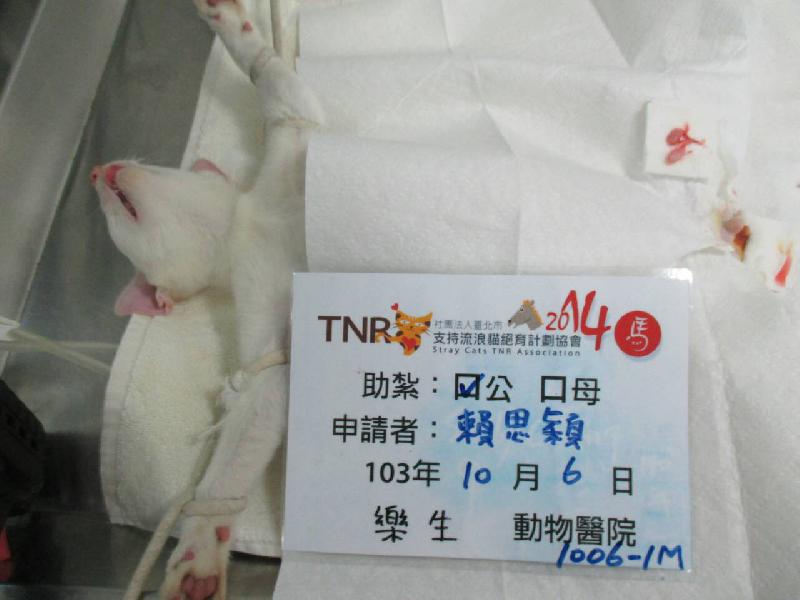 TNR 社團法人臺北市 2014 馬
支持流浪貓絕育計劃協會
Stray Cats TNR Association
助紮：☑公 口母
申請者：賴思穎
103年 10 月 6 日
樂生 動物醫院
1006-1M